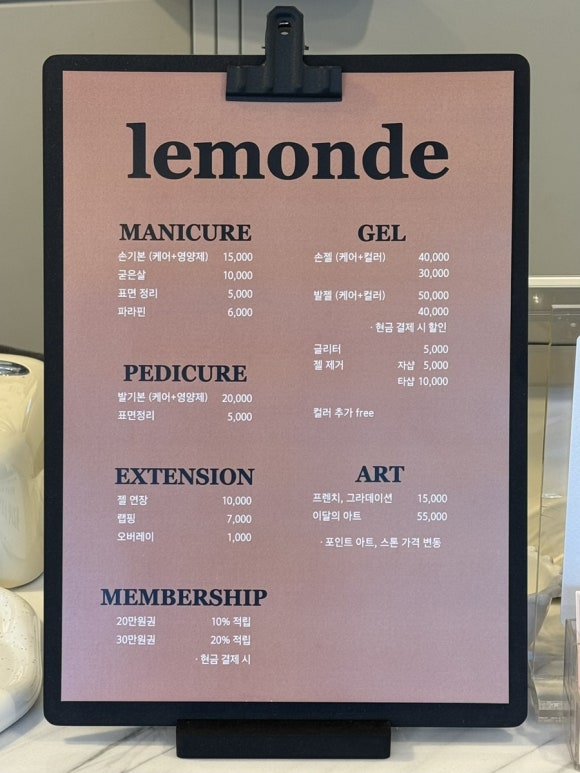 lemonde
MANICURE
손기본 (케어+영양제) 15,000
굳은살 10,000
표면 정리 5,000
파라핀 6,000
PEDICURE
발기본 (케어+영양제) 20,000
표면정리 5,000
EXTENSION
젤 연장 10,000
랩핑 7,000
오버레이 1,000
MEMBERSHIP
20만원권 10% 적립
30만원권 20% 적립
· 현금 결제 시
GEL
손젤 (케어+컬러) 40,000
30,000
발젤 (케어+컬러) 50,000
40,000
· 현금 결제 시 할인
글리터 5,000
젤 제거 자샵 5,000
타샵 10,000
컬러 추가 free
ART
프렌치, 그라데이션 15,000
이달의 아트 55,000
· 포인트 아트, 스톤 가격 변동